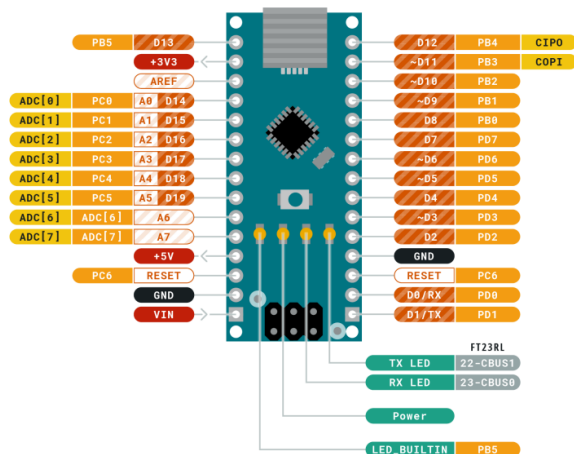 PB5 D13 D12 PB4 CIPO
+3V3 ~D11 PB3 COPI
AREF ~D10 PB2
ADC[0] PC0 A0 D14 ~D9 PB1
ADC[1] PC1 A1 D15 D8 PB0
ADC[2] PC2 A2 D16 D7 PD7
ADC[3] PC3 A3 D17 ~D6 PD6
ADC[4] PC4 A4 D18 ~D5 PD5
ADC[5] PC5 A5 D19 D4 PD4
ADC[6] ADC[6] A6 ~D3 PD3
ADC[7] ADC[7] A7 D2 PD2
+5V GND
PC6 RESET RESET PC6
GND D0/RX PD0
VIN D1/TX PD1
FT23RL
TX LED 22-CBUS1
RX LED 23-CBUS0
Power
LED_BUILTIN PB5